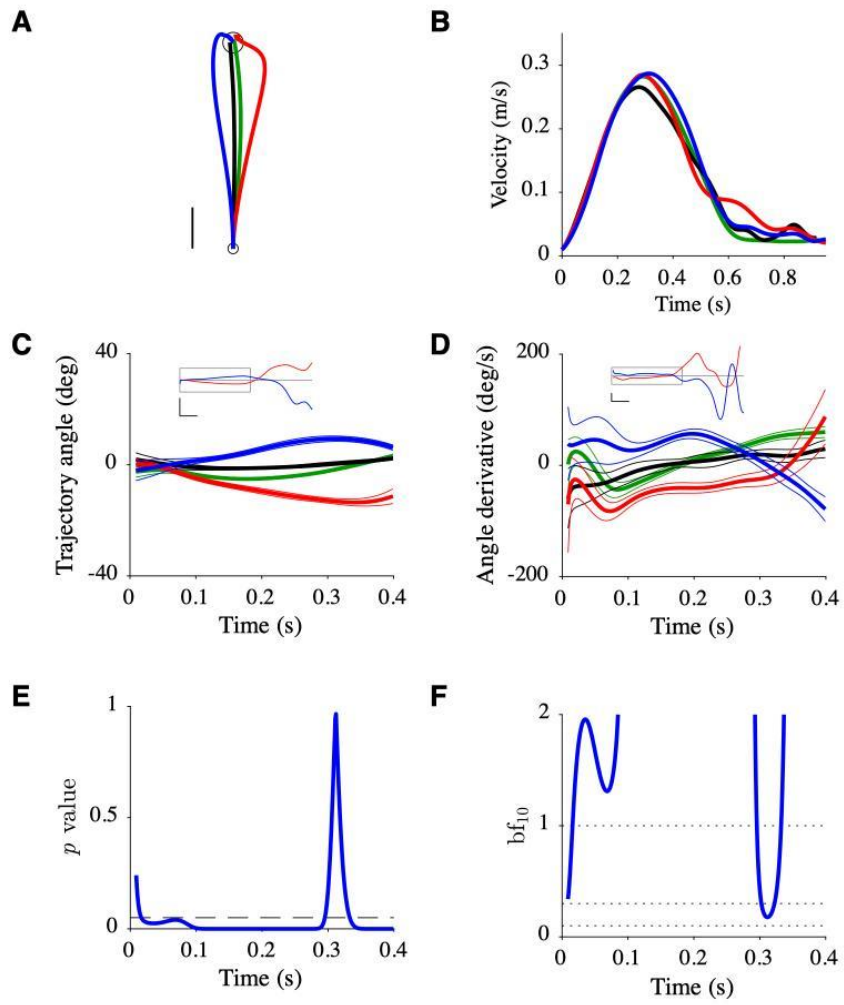 A
B
0.3
0.2
0.1
0
Velocity (m/s)
0 0.2 0.4 0.6 0.8
Time (s)
C
40
0
-40
Trajectory angle (deg)
0 0.1 0.2 0.3 0.4
Time (s)
D
200
0
-200
Angle derivative (deg/s)
0 0.1 0.2 0.3 0.4
Time (s)
E
1
0.5
0
p value
0 0.1 0.2 0.3 0.4
Time (s)
F
2
1
0
bf₁₀
0 0.1 0.2 0.3 0.4
Time (s)